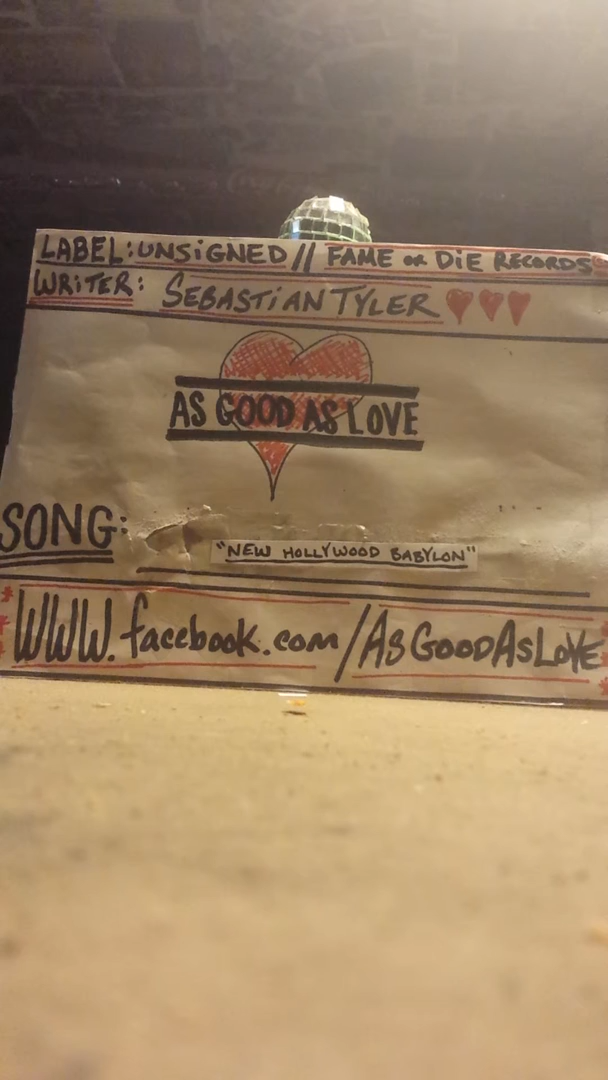 LABEL: UNSiGNED // FAME or DiE RECORDS
WRiTER: SEBASTiAN TYLER
AS GOOD AS LOVE
SONG:
"NEW HOLLYWOOD BABYLON"
WWW.facebook.com/AsGOODAsLOVE